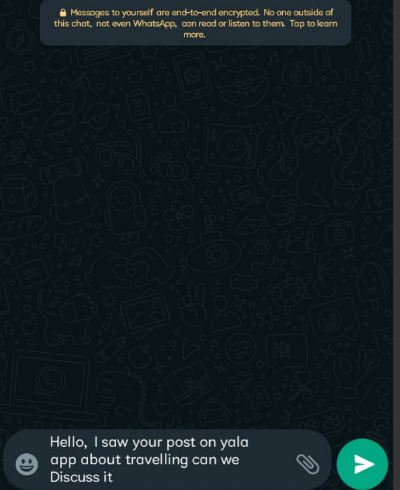 Messages to yourself are end-to-end encrypted. No one outside of
this chat, not even WhatsApp, can read or listen to them. Tap to learn
more.
Hi
Hello, I saw your post on yala
app about travelling can we
Discuss it